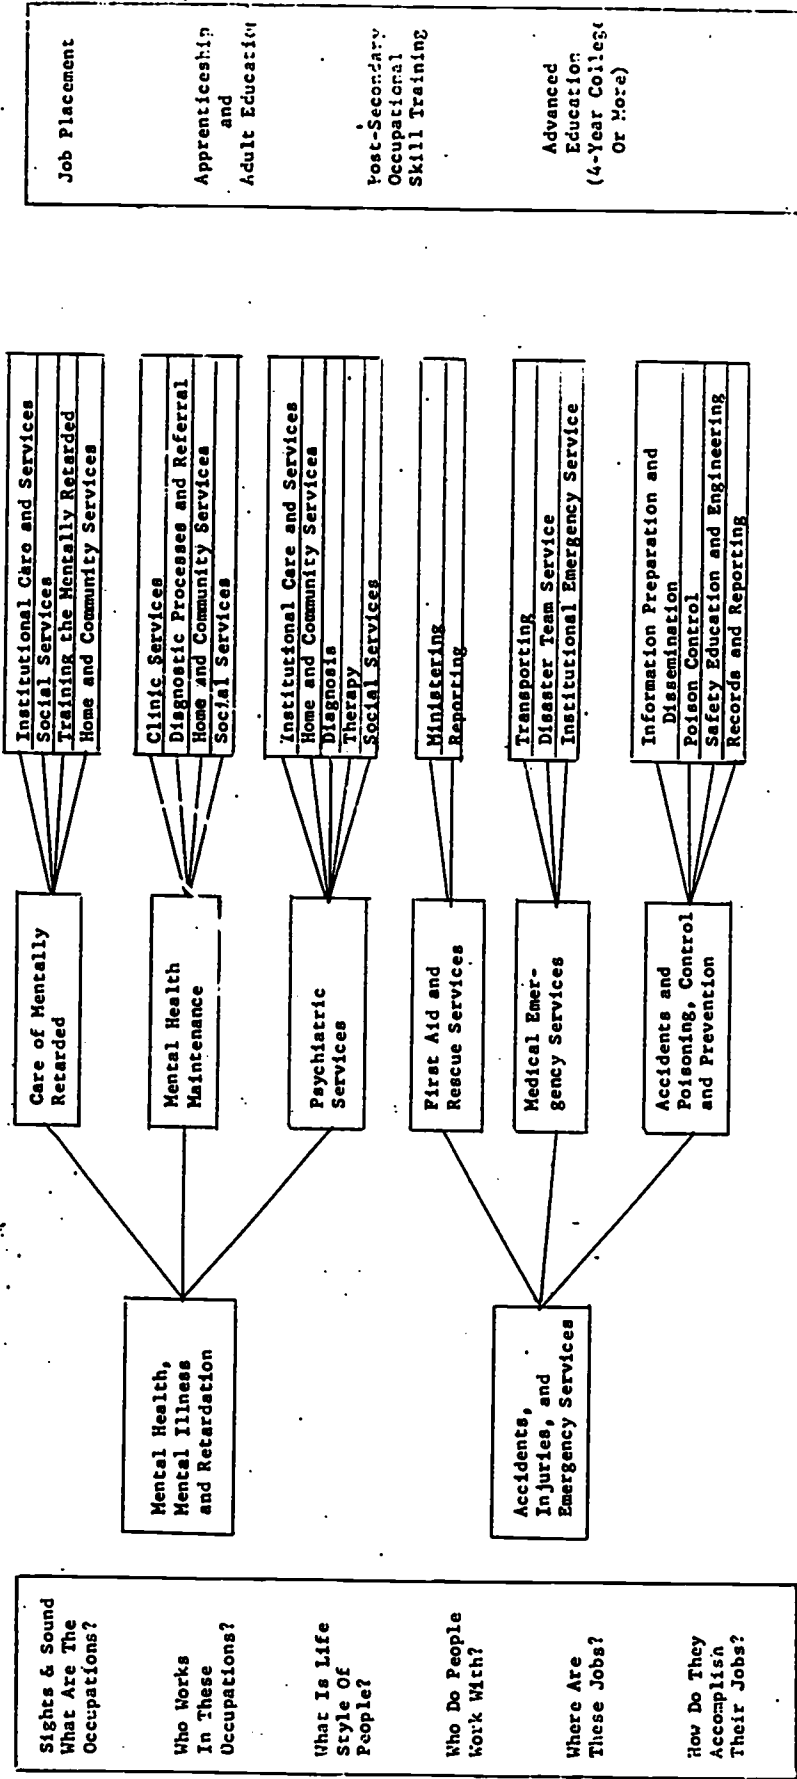 Sights & Sound
What Are The
Occupations?
Who Works
In These
Occupations?
What Is Life
Style Of
People?
Who Do People
Work With?
Where Are
These Jobs?
How Do They
Accomplish
Their Jobs?
Mental Health,
Mental Illness
and Retardation
Accidents,
Injuries, and
Emergency Services
Care of Mentally
Retarded
Mental Health
Maintenance
Psychiatric
Services
First Aid and
Rescue Services
Medical Emer-
gency Services
Accidents and
Poisoning, Control
and Prevention
Institutional Care and Services
Social Services
Training the Mentally Retarded
Home and Community Services
Clinic Services
Diagnostic Processes and Referral
Home and Community Services
Social Services
Institutional Care and Services
Home and Community Services
Diagnosis
Therapy
Social Services
Ministering
Reporting
Transporting
Disaster Team Service
Institutional Emergency Service
Information Preparation and
Dissemination
Poison Control
Safety Education and Engineering
Records and Reporting
Job Placement
Apprenticeship
and
Adult Education
Post-Secondary
Occupational
Skill Training
Advanced
Education
(4-Year College
Or More)